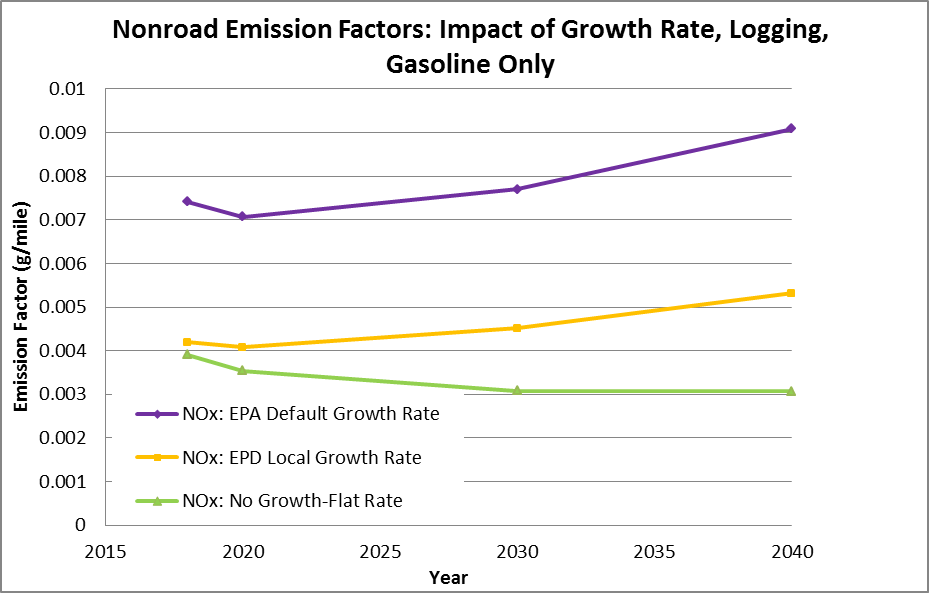 Nonroad Emission Factors: Impact of Growth Rate, Logging,
Gasoline Only
Emission Factor (g/mile)
0.01
0.009
0.008
0.007
0.006
0.005
0.004
0.003
0.002
0.001
0
NOx: EPA Default Growth Rate
NOx: EPD Local Growth Rate
NOx: No Growth-Flat Rate
2015 2020 2025 2030 2035 2040
Year